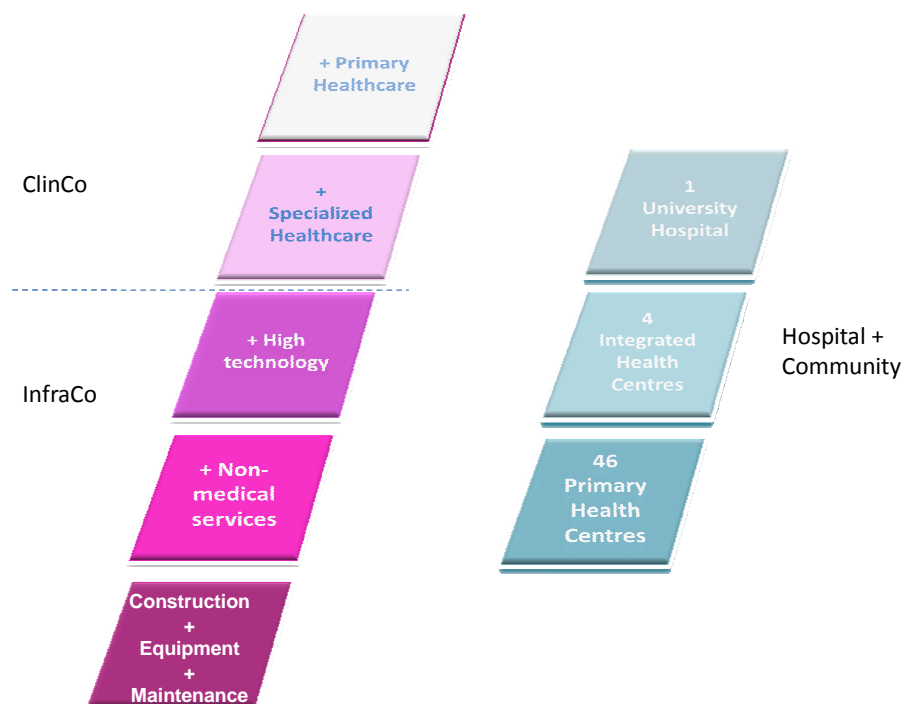 + Primary
Healthcare
ClinCo
+
Specialized
Healthcare
+ High
technology
InfraCo
+ Non-
medical
services
Construction
+
Equipment
+
Maintenance
1
University
Hospital
4
Integrated
Health
Centres
Hospital +
Community
46
Primary
Health
Centres